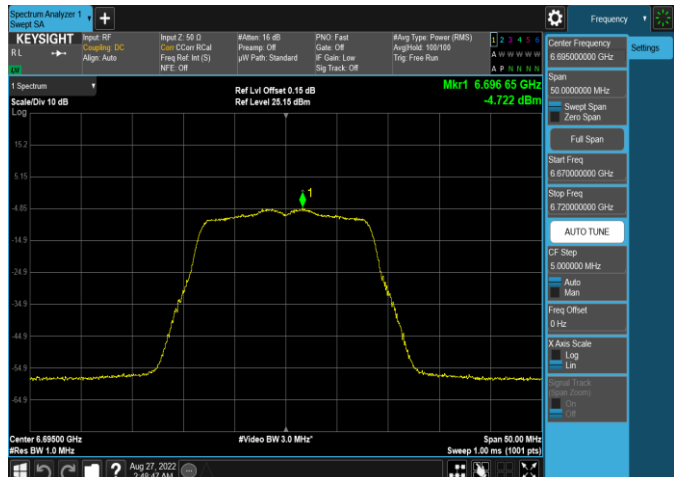 Spectrum Analyzer 1
Swept SA
+
Frequency
KEYSIGHT
Input: RF
Input Z: 50 Ω
#Atten: 16 dB
PNO: Fast
#Avg Type: Power (RMS)
1 2 3 4 5 6
RL
Coupling: DC
Corr CCorr RCal
Preamp: Off
Gate: Off
Avg|Hold: 100/100
A W W W W W
Align: Auto
Freq Ref: Int (S)
µW Path: Standard
IF Gain: Low
Trig: Free Run
NFE: Off
Sig Track: Off
A P N N N N
1 Spectrum
Ref Lvl Offset 0.15 dB
Mkr1 6.696 65 GHz
Scale/Div 10 dB
Ref Level 25.15 dBm
-4.722 dBm
Log
15.2
5.15
1
-4.85
-14.9
-24.9
-34.9
-44.9
-54.9
-64.9
Center 6.69500 GHz
#Video BW 3.0 MHz*
Span 50.00 MHz
#Res BW 1.0 MHz
Sweep 1.00 ms (1001 pts)
Aug 27, 2022
2:48:47 AM
?
Settings
Center Frequency
6.695000000 GHz
Span
50.0000000 MHz
Swept Span
Zero Span
Full Span
Start Freq
6.670000000 GHz
Stop Freq
6.720000000 GHz
AUTO TUNE
CF Step
5.000000 MHz
Auto
Man
Freq Offset
0 Hz
X Axis Scale
Log
Lin
Signal Track
(Span Zoom)
On
Off